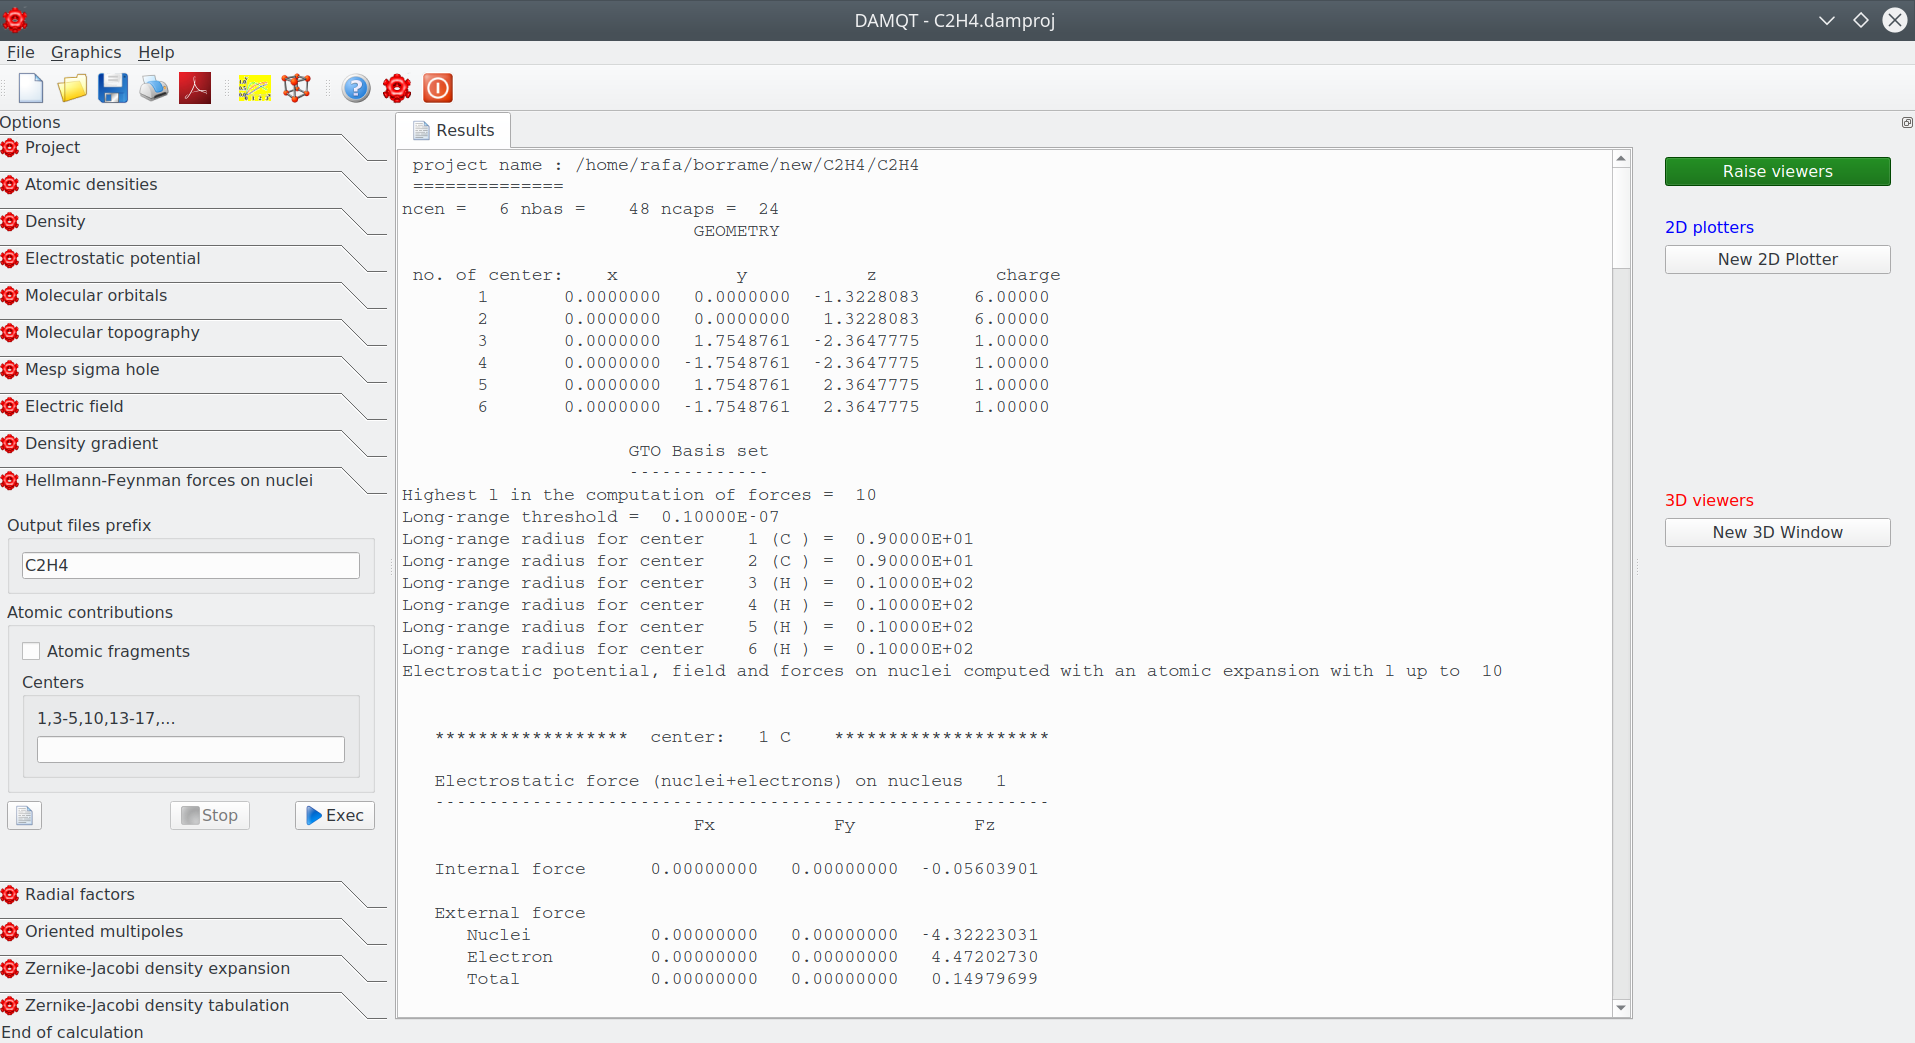 DAMQT - C2H4.damproj
File Graphics Help
Options
Project
Atomic densities
Density
Electrostatic potential
Molecular orbitals
Molecular topography
Mesp sigma hole
Electric field
Density gradient
Hellmann-Feynman forces on nuclei
Output files prefix
C2H4
Atomic contributions
Atomic fragments
Centers
1,3-5,10,13-17,...
Stop
Exec
Radial factors
Oriented multipoles
Zernike-Jacobi density expansion
Zernike-Jacobi density tabulation
End of calculation
Results
project name : /home/rafa/borrame/new/C2H4/C2H4
==============
ncen = 6 nbas = 48 ncaps = 24
GEOMETRY
no. of center: x y z charge
1 0.0000000 0.0000000 -1.3228083 6.00000
2 0.0000000 0.0000000 1.3228083 6.00000
3 0.0000000 1.7548761 -2.3647775 1.00000
4 0.0000000 -1.7548761 -2.3647775 1.00000
5 0.0000000 1.7548761 2.3647775 1.00000
6 0.0000000 -1.7548761 2.3647775 1.00000
GTO Basis set
-------------
Highest l in the computation of forces = 10
Long-range threshold = 0.10000E-07
Long-range radius for center 1 (C ) = 0.90000E+01
Long-range radius for center 2 (C ) = 0.90000E+01
Long-range radius for center 3 (H ) = 0.10000E+02
Long-range radius for center 4 (H ) = 0.10000E+02
Long-range radius for center 5 (H ) = 0.10000E+02
Long-range radius for center 6 (H ) = 0.10000E+02
Electrostatic potential, field and forces on nuclei computed with an atomic expansion with l up to 10
****************** center: 1 C ********************
Electrostatic force (nuclei+electrons) on nucleus 1
---------------------------------------------------------
Fx Fy Fz
Internal force 0.00000000 0.00000000 -0.05603901
External force
Nuclei 0.00000000 0.00000000 -4.32223031
Electron 0.00000000 0.00000000 4.47202730
Total 0.00000000 0.00000000 0.14979699
Raise viewers
2D plotters
New 2D Plotter
3D viewers
New 3D Window